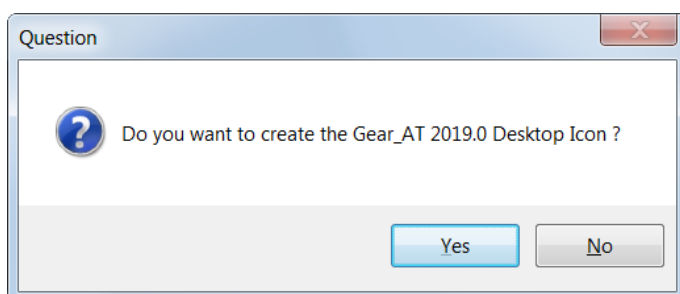 Question
Do you want to create the Gear_AT 2019.0 Desktop Icon ?
Yes
No